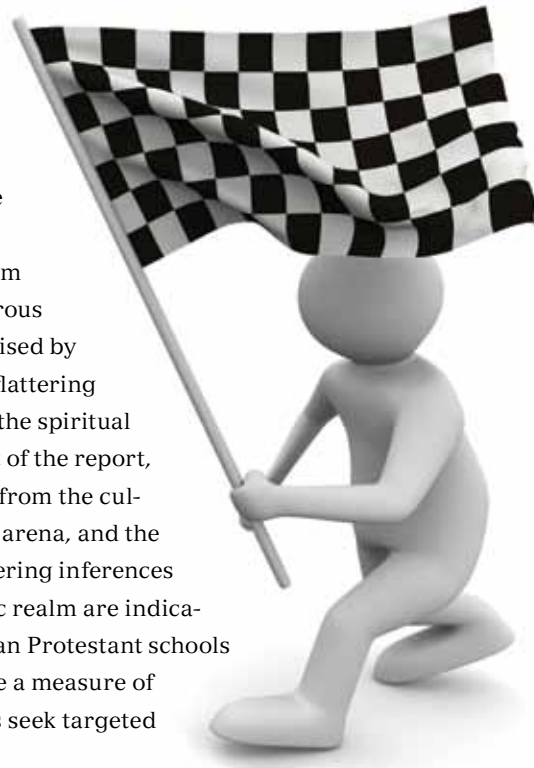 e
m
rous
ised by
flattering
the spiritual
of the report,
from the cul-
arena, and the
ering inferences
c realm are indica-
an Protestant schools
e a measure of
s seek targeted